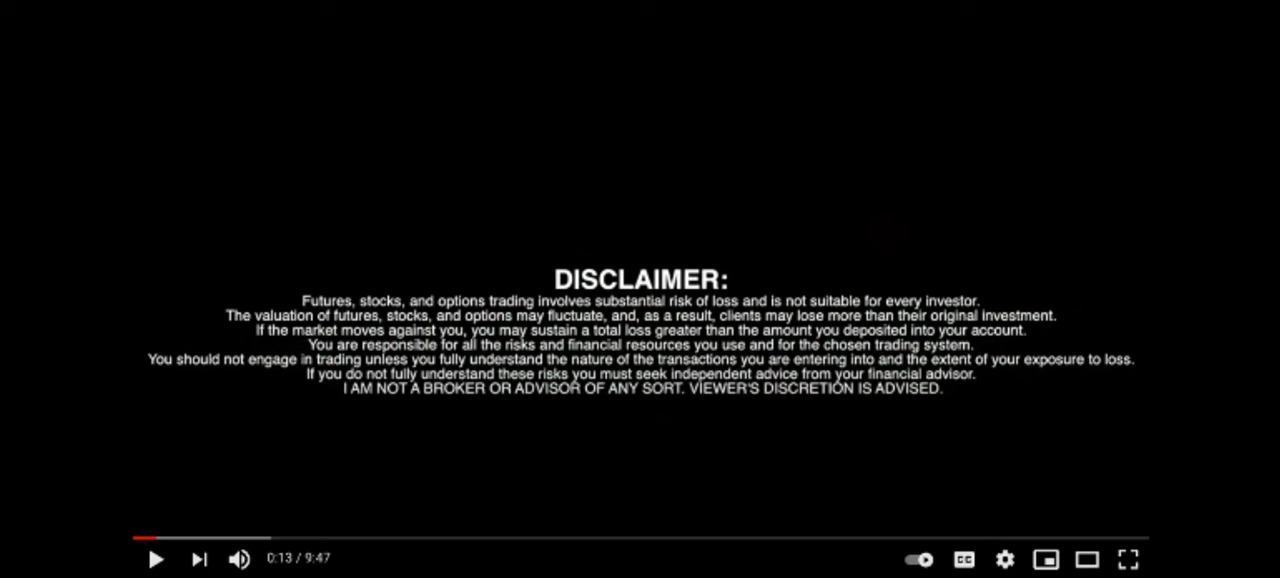 DISCLAIMER:
Futures, stocks, and options trading involves substantial risk of loss and is not suitable for every investor.
The valuation of futures, stocks, and options may fluctuate, and, as a result, clients may lose more than their original investment.
If the market moves against you, you may sustain a total loss greater than the amount you deposited into your account.
You are responsible for all the risks and financial resources you use and for the chosen trading system.
You should not engage in trading unless you fully understand the nature of the transactions you are entering into and the extent of your exposure to loss.
If you do not fully understand these risks you must seek independent advice from your financial advisor.
I AM NOT A BROKER OR ADVISOR OF ANY SORT. VIEWER'S DISCRETION IS ADVISED.
0:13 / 9:47
CC